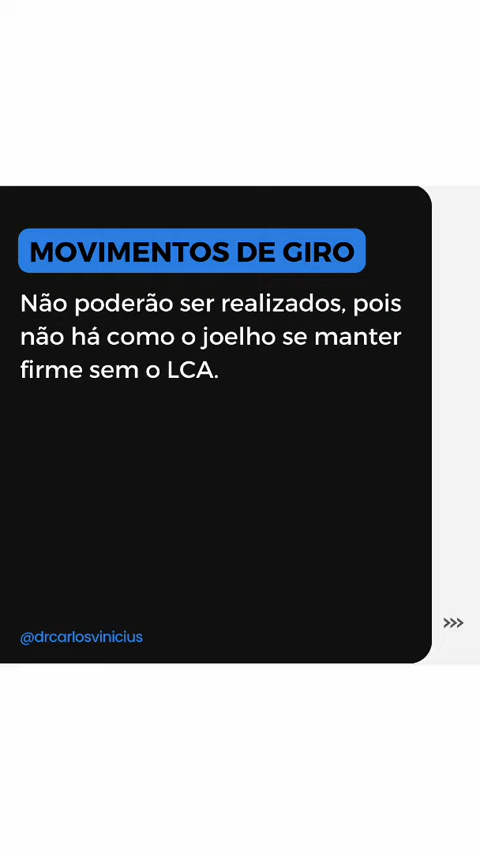 MOVIMENTOS DE GIRO
Não poderão ser realizados, pois
não há como o joelho se manter
firme sem o LCA.
@drcarlosvinicius
>>>